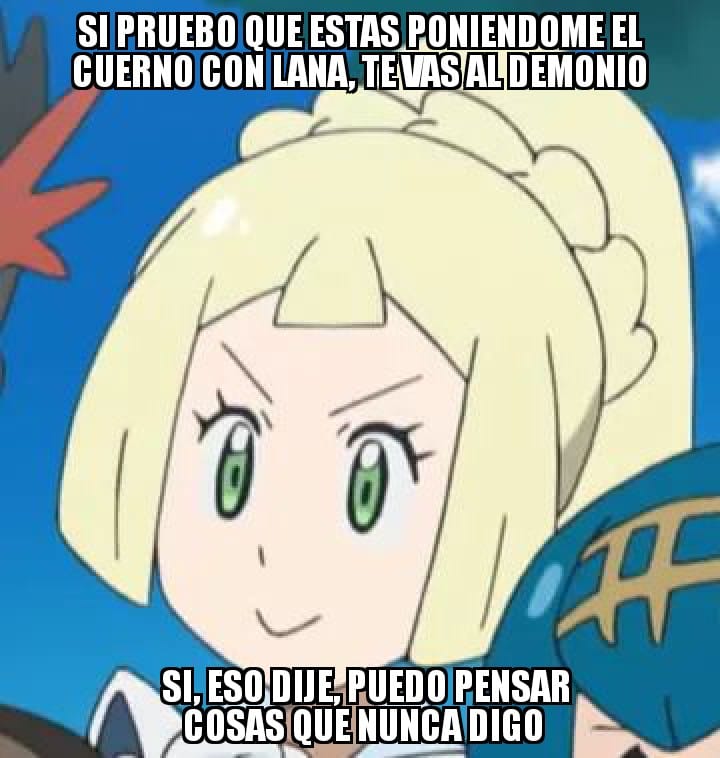 SI PRUEBO QUE ESTAS PONIENDOME EL
CUERNO CON LANA, TE VAS AL DEMONIO
SI, ESO DIJE, PUEDO PENSAR
COSAS QUE NUNCA DIGO